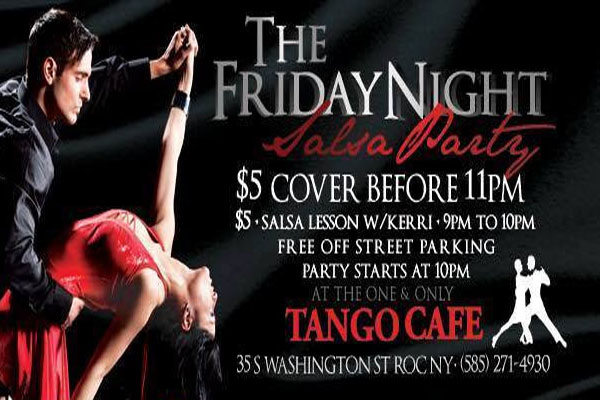 THE
FRIDAY NIGHT
Salsa Party
$5 COVER BEFORE 11PM
$5 • SALSA LESSON W/KERRI • 9PM TO 10PM
FREE OFF STREET PARKING
PARTY STARTS AT 10PM
AT THE ONE & ONLY
TANGO CAFE
35 S WASHINGTON ST ROC NY • (585) 271-4930